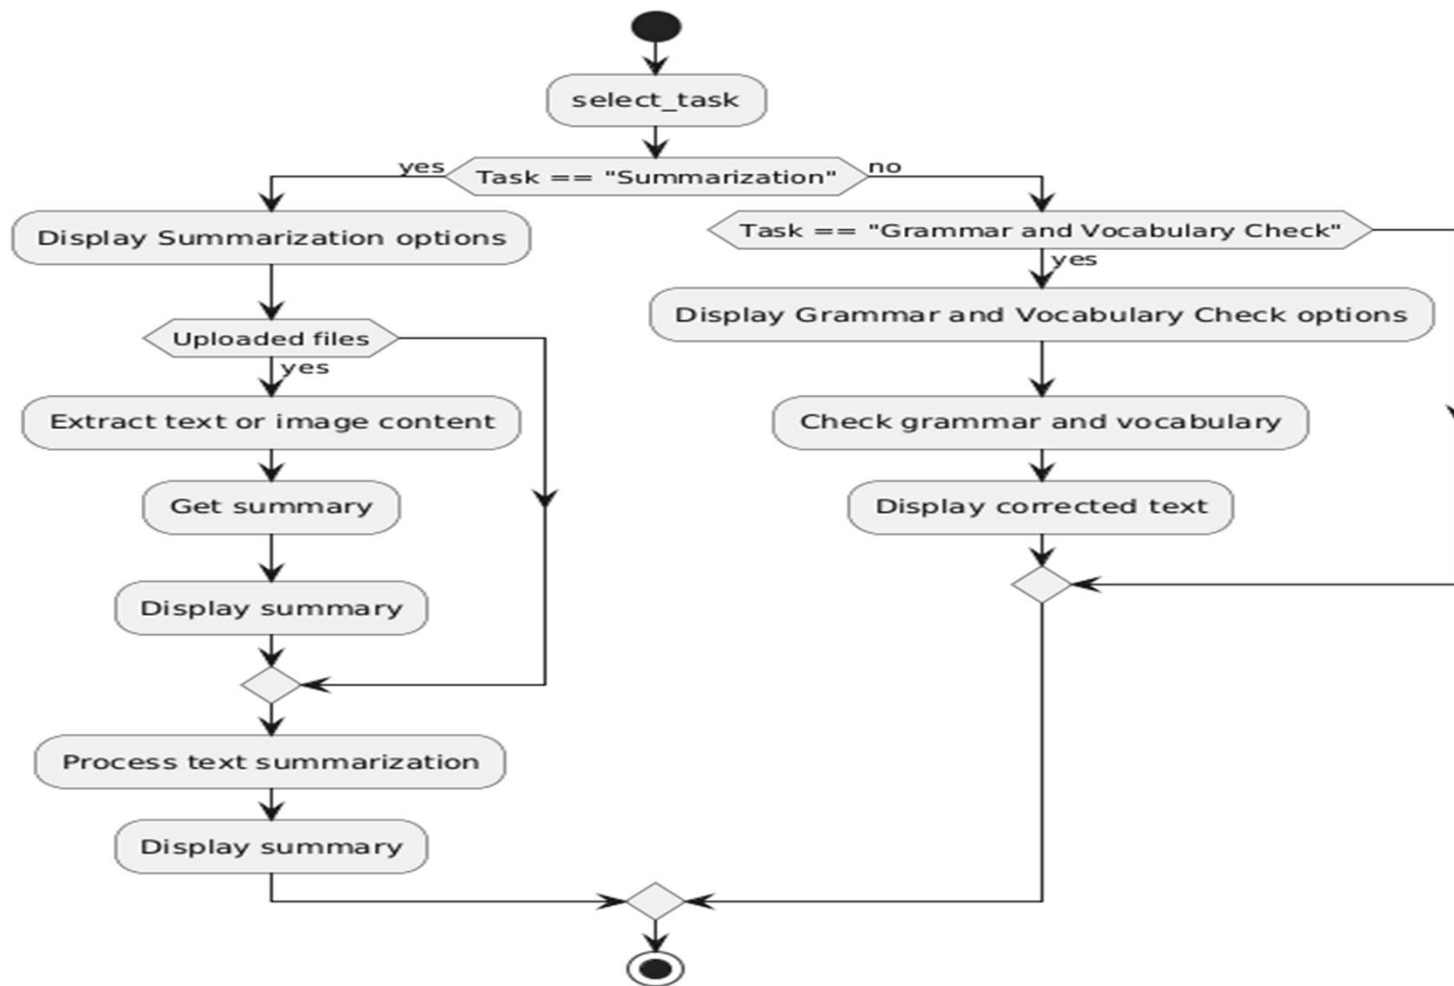 select_task
yes
Task == "Summarization"
no
Display Summarization options
Task == "Grammar and Vocabulary Check"
yes
Display Grammar and Vocabulary Check options
Uploaded files
yes
Extract text or image content
Check grammar and vocabulary
Get summary
Display corrected text
Display summary
Process text summarization
Display summary